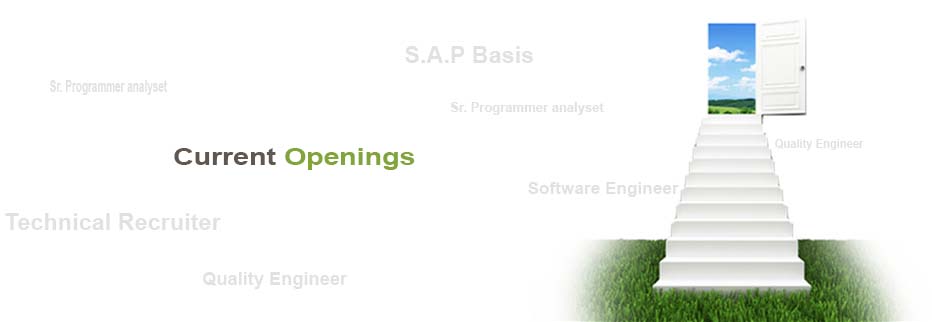 S.A.P Basis
Sr. Programmer analyset
Sr. Programmer analyset
Quality Engineer
Current Openings
Software Engineer
Technical Recruiter
Quality Engineer